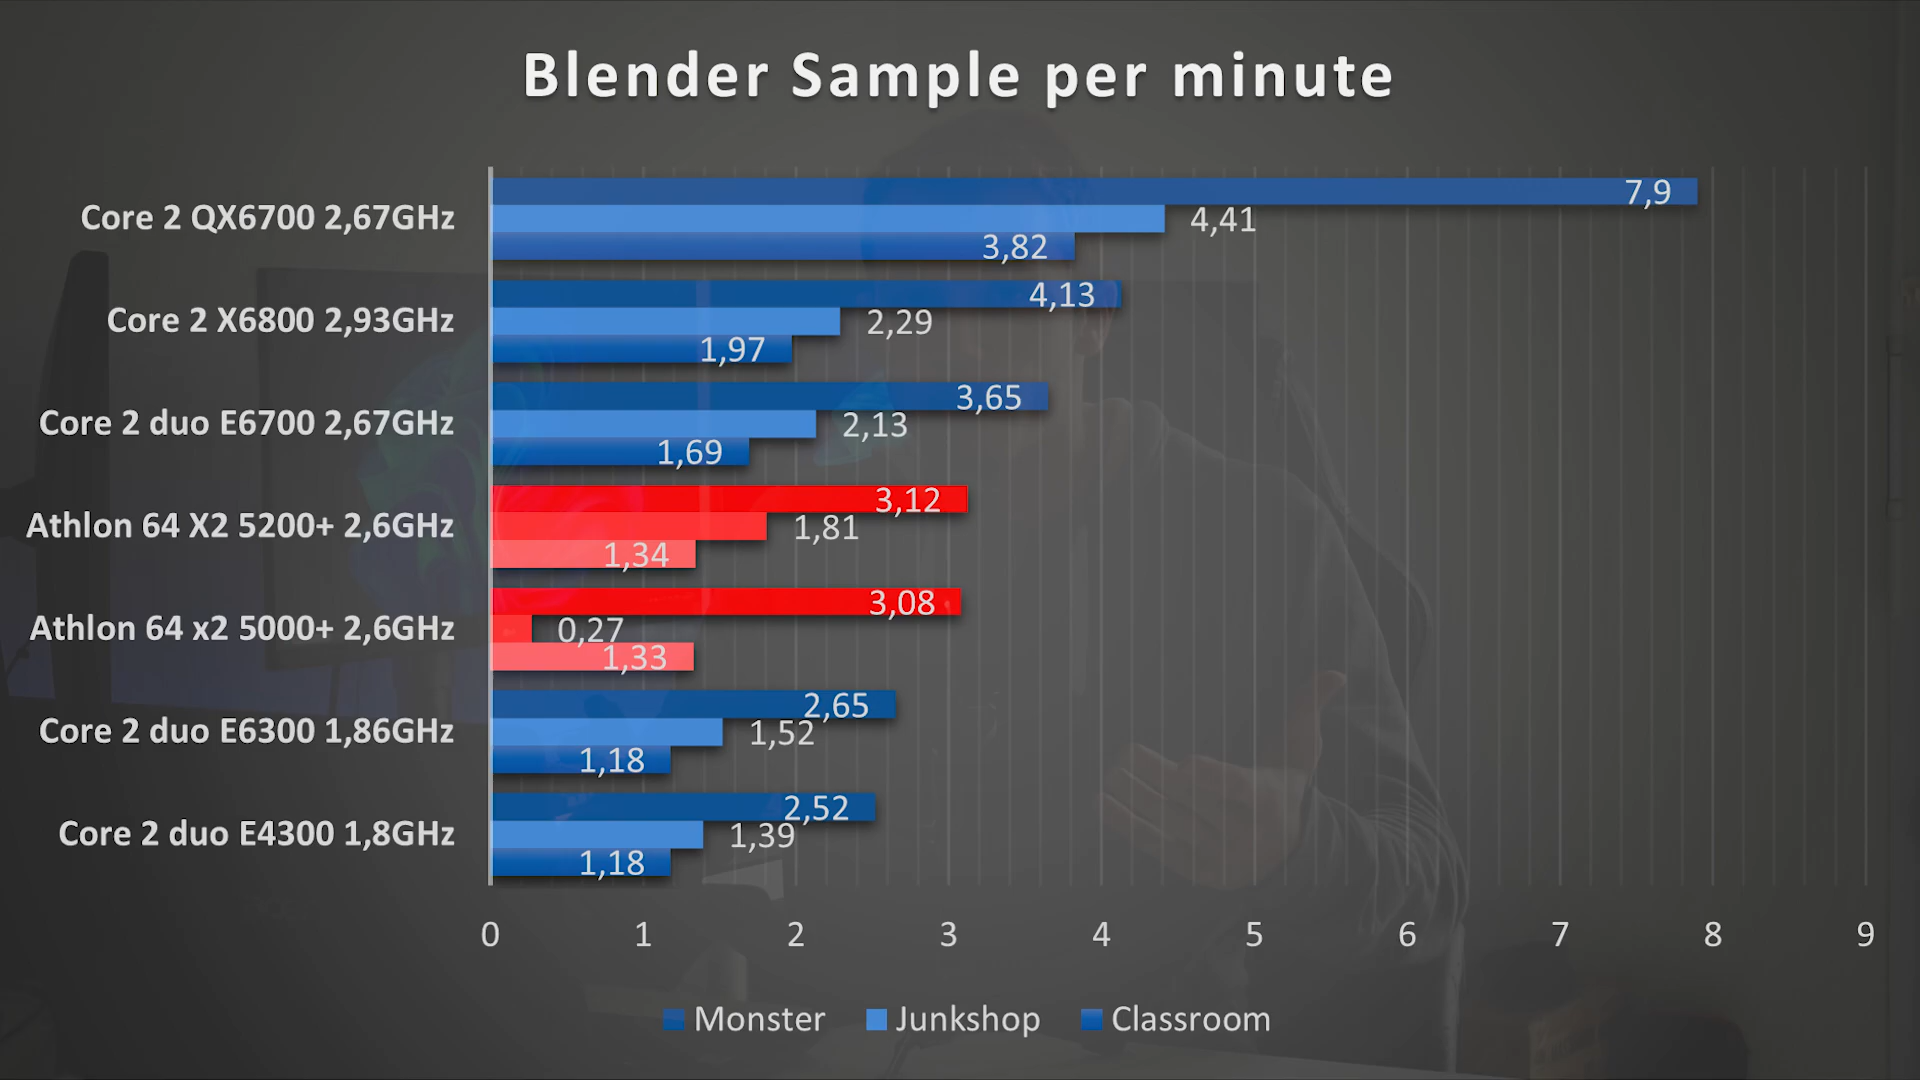 Blender Sample per minute
Core 2 QX6700 2,67GHz
7,9
4,41
3,82
Core 2 X6800 2,93GHz
4,13
2,29
1,97
Core 2 duo E6700 2,67GHz
3,65
2,13
1,69
Athlon 64 X2 5200+ 2,6GHz
3,12
1,81
1,34
Athlon 64 x2 5000+ 2,6GHz
3,08
0,27
1,33
Core 2 duo E6300 1,86GHz
2,65
1,52
1,18
Core 2 duo E4300 1,8GHz
2,52
1,39
1,18
0 1 2 3 4 5 6 7 8 9
Monster Junkshop Classroom